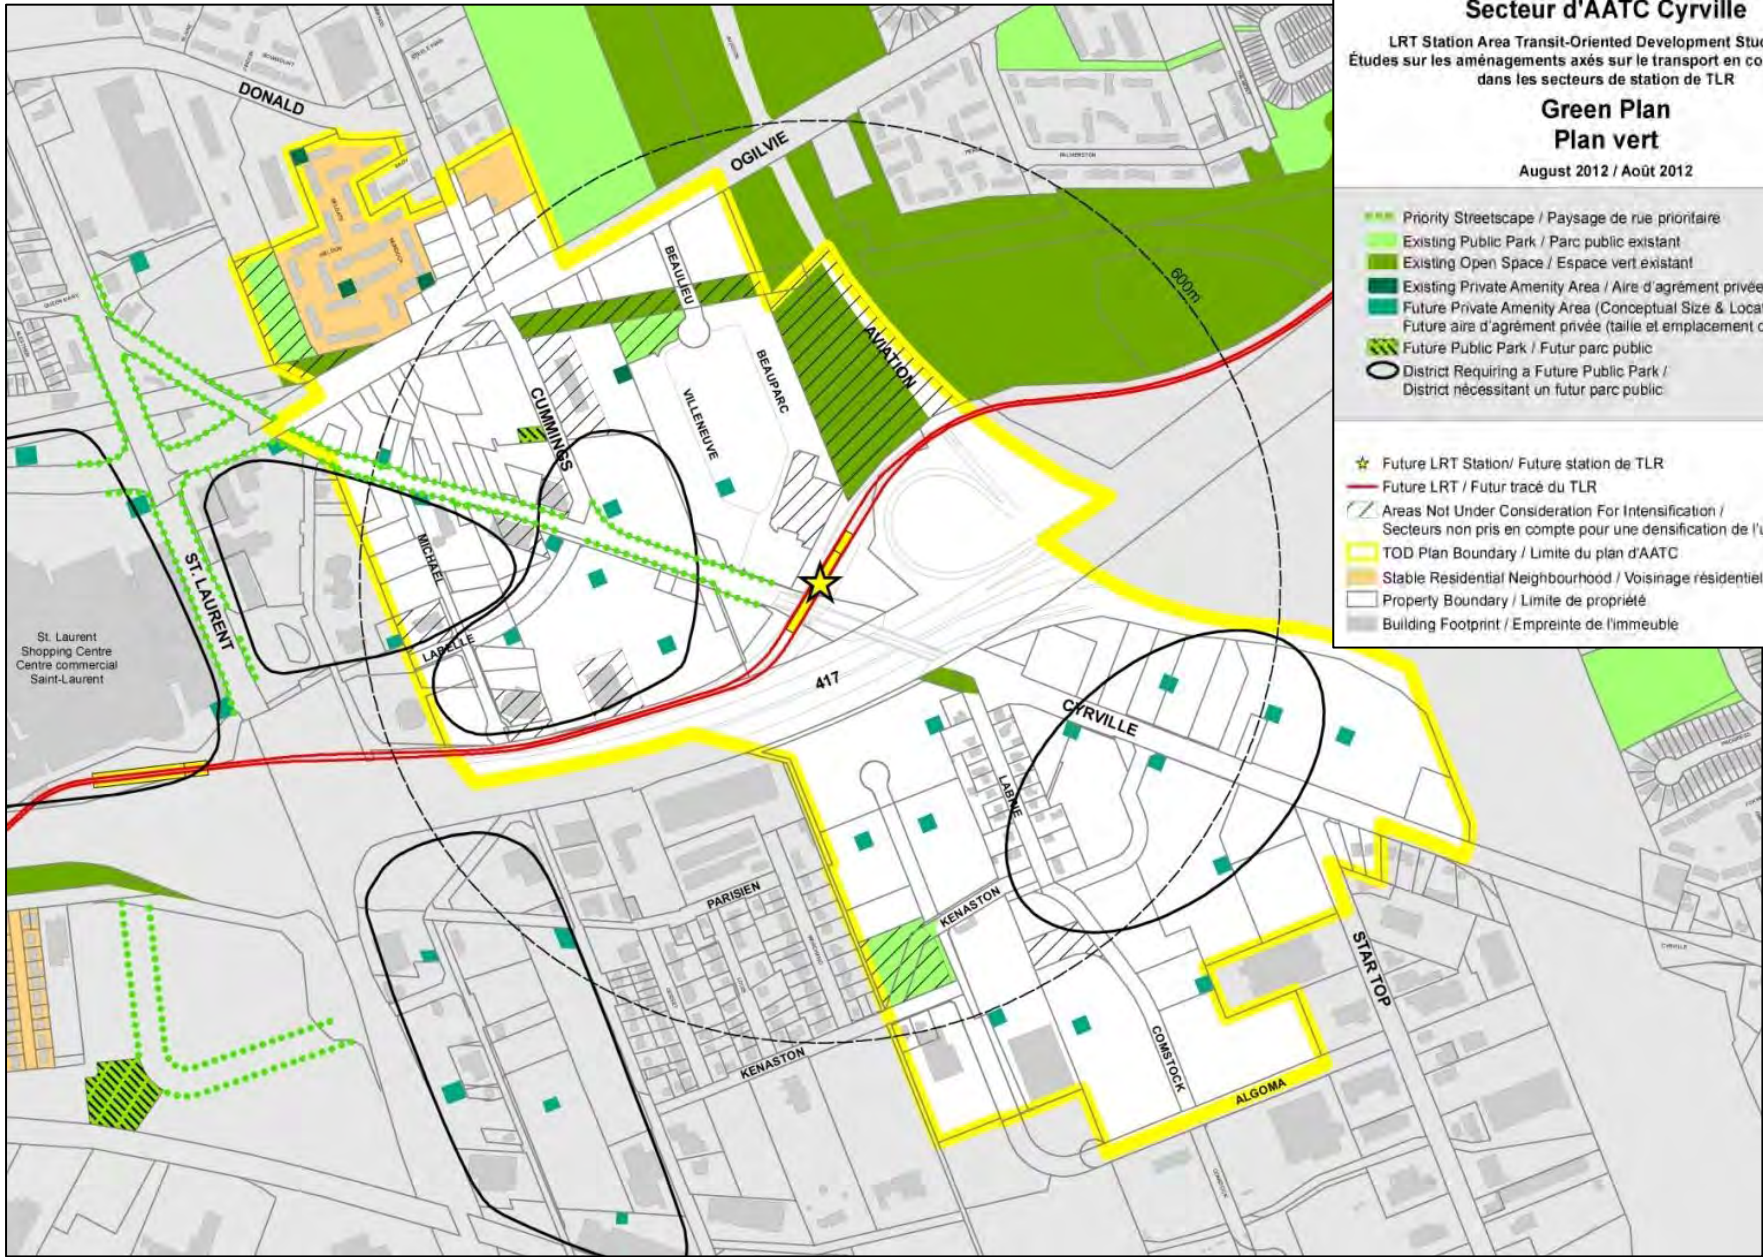 Secteur d'AATC Cyrville
LRT Station Area Transit-Oriented Development Stu
Études sur les aménagements axés sur le transport en co
dans les secteurs de station de TLR
Green Plan
Plan vert
August 2012 / Août 2012
Priority Streetscape / Paysage de rue prioritaire
Existing Public Park / Parc public existant
Existing Open Space / Espace vert existant
Existing Private Amenity Area / Aire d'agrément privée
Future Private Amenity Area (Conceptual Size & Locat
Future aire d'agrément privée (taille et emplacement c
Future Public Park / Futur parc public
District Requiring a Future Public Park /
District nécessitant un futur parc public
Future LRT Station/ Future station de TLR
Future LRT / Futur tracé du TLR
Areas Not Under Consideration For Intensification /
Secteurs non pris en compte pour une densification de l'u
TOD Plan Boundary / Limite du plan d'AATC
Stable Residential Neighbourhood / Voisinage résidentiel
Property Boundary / Limite de propriété
Building Footprint / Empreinte de l'immeuble
DONALD
OGILVIE
BEAULIEU
600m
AVIATION
BEAUPARC
CUMMINGS
VILLENEUVE
MICHAEL
ST. LAURENT
LABELLE
St. Laurent
Shopping Centre
Centre commercial
Saint-Laurent
417
CYRVILLE
LABRIE
PARISIEN
KENASTON
STAR TOP
COMSTOCK
KENASTON
ALGOMA
PALMERSTON
CYRVILLE